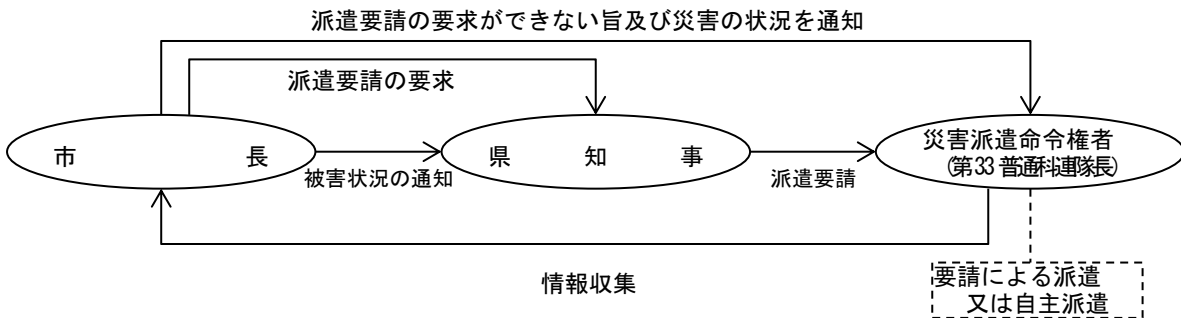 派遣要請の要求ができない旨及び災害の状況を通知
派遣要請の要求
市長
被害状況の通知
県知事
派遣要請
災害派遣命令権者
(第33普通科連隊長)
情報収集
要請による派遣
又は自主派遣